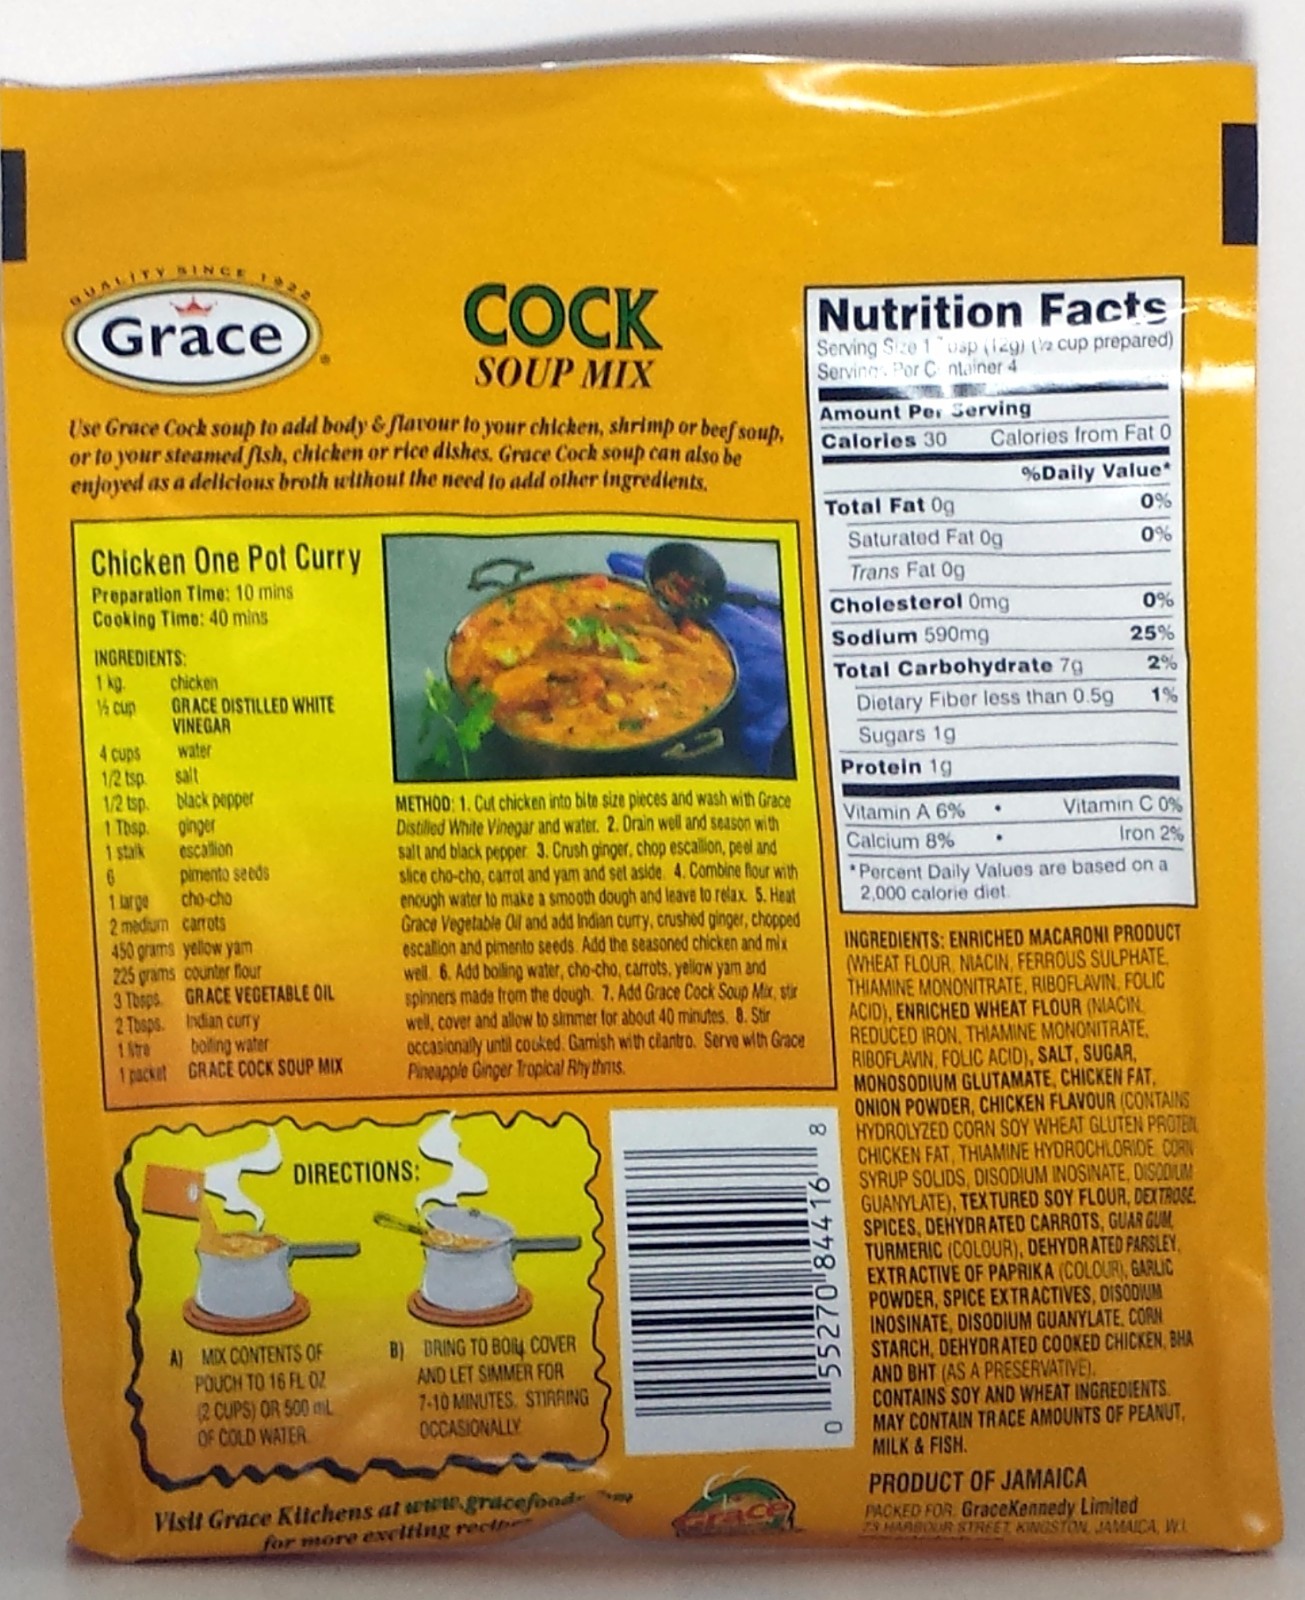 QUALITY SINCE 1922
Grace
®
COCK
SOUP MIX
Use Grace Cock soup to add body & flavour to your chicken, shrimp or beef soup,
or to your steamed fish, chicken or rice dishes. Grace Cock soup can also be
enjoyed as a delicious broth without the need to add other ingredients.
Chicken One Pot Curry
Preparation Time: 10 mins
Cooking Time: 40 mins
INGREDIENTS:
1 kg. chicken
½ cup GRACE DISTILLED WHITE
VINEGAR
4 cups water
1/2 tsp. salt
1/2 tsp. black pepper
1 Tbsp. ginger
1 stalk escallion
6 pimento seeds
1 large cho-cho
2 medium carrots
450 grams yellow yam
225 grams counter flour
3 Tbsps. GRACE VEGETABLE OIL
2 Tbsps. Indian curry
1 litre boiling water
1 packet GRACE COCK SOUP MIX
METHOD: 1. Cut chicken into bite size pieces and wash with Grace
Distilled White Vinegar and water. 2. Drain well and season with
salt and black pepper. 3. Crush ginger, chop escallion, peel and
slice cho-cho, carrot and yam and set aside. 4. Combine flour with
enough water to make a smooth dough and leave to relax. 5. Heat
Grace Vegetable Oil and add Indian curry, crushed ginger, chopped
escallion and pimento seeds. Add the seasoned chicken and mix
well. 6. Add boiling water, cho-cho, carrots, yellow yam and
spinners made from the dough. 7. Add Grace Cock Soup Mix, stir
well, cover and allow to simmer for about 40 minutes. 8. Stir
occasionally until cooked. Garnish with cilantro. Serve with Grace
Pineapple Ginger Tropical Rhythms.
DIRECTIONS:
A) MIX CONTENTS OF
POUCH TO 16 FL OZ
(2 CUPS) OR 500 mL
OF COLD WATER.
B) BRING TO BOIL, COVER
AND LET SIMMER FOR
7-10 MINUTES, STIRRING
OCCASIONALLY.
Visit Grace Kitchens at
for more exciting
0 55270 84416 8
Grace
Nutrition Facts
Serving Size 1 (12g) (½ cup prepared)
Servings Per Container 4
Amount Per Serving
Calories 30 Calories from Fat 0
%Daily Value*
Total Fat 0g 0%
Saturated Fat 0g 0%
Trans Fat 0g
Cholesterol 0mg 0%
Sodium 590mg 25%
Total Carbohydrate 7g 2%
Dietary Fiber less than 0.5g 1%
Sugars 1g
Protein 1g
Vitamin A 6% • Vitamin C 0%
Calcium 8% • Iron 2%
*Percent Daily Values are based on a
2,000 calorie diet.
INGREDIENTS: ENRICHED MACARONI PRODUCT
(WHEAT FLOUR, NIACIN, FERROUS SULPHATE,
THIAMINE MONONITRATE, RIBOFLAVIN, FOLIC
ACID), ENRICHED WHEAT FLOUR (NIACIN,
REDUCED IRON, THIAMINE MONONITRATE,
RIBOFLAVIN, FOLIC ACID), SALT, SUGAR,
MONOSODIUM GLUTAMATE, CHICKEN FAT,
ONION POWDER, CHICKEN FLAVOUR (CONTAINS
HYDROLYZED CORN SOY WHEAT GLUTEN PROTEIN,
CHICKEN FAT, THIAMINE HYDROCHLORIDE, CORN
SYRUP SOLIDS, DISODIUM INOSINATE, DISODIUM
GUANYLATE), TEXTURED SOY FLOUR, DEXTROSE,
SPICES, DEHYDRATED CARROTS, GUAR GUM,
TURMERIC (COLOUR), DEHYDRATED PARSLEY,
EXTRACTIVE OF PAPRIKA (COLOUR), GARLIC
POWDER, SPICE EXTRACTIVES, DISODIUM
INOSINATE, DISODIUM GUANYLATE, CORN
STARCH, DEHYDRATED COOKED CHICKEN, BHA
AND BHT (AS A PRESERVATIVE).
CONTAINS SOY AND WHEAT INGREDIENTS.
MAY CONTAIN TRACE AMOUNTS OF PEANUT,
MILK & FISH.
PRODUCT OF JAMAICA
PACKED FOR: GraceKennedy Limited
73 HARBOUR STREET, KINGSTON, JAMAICA, W.I.